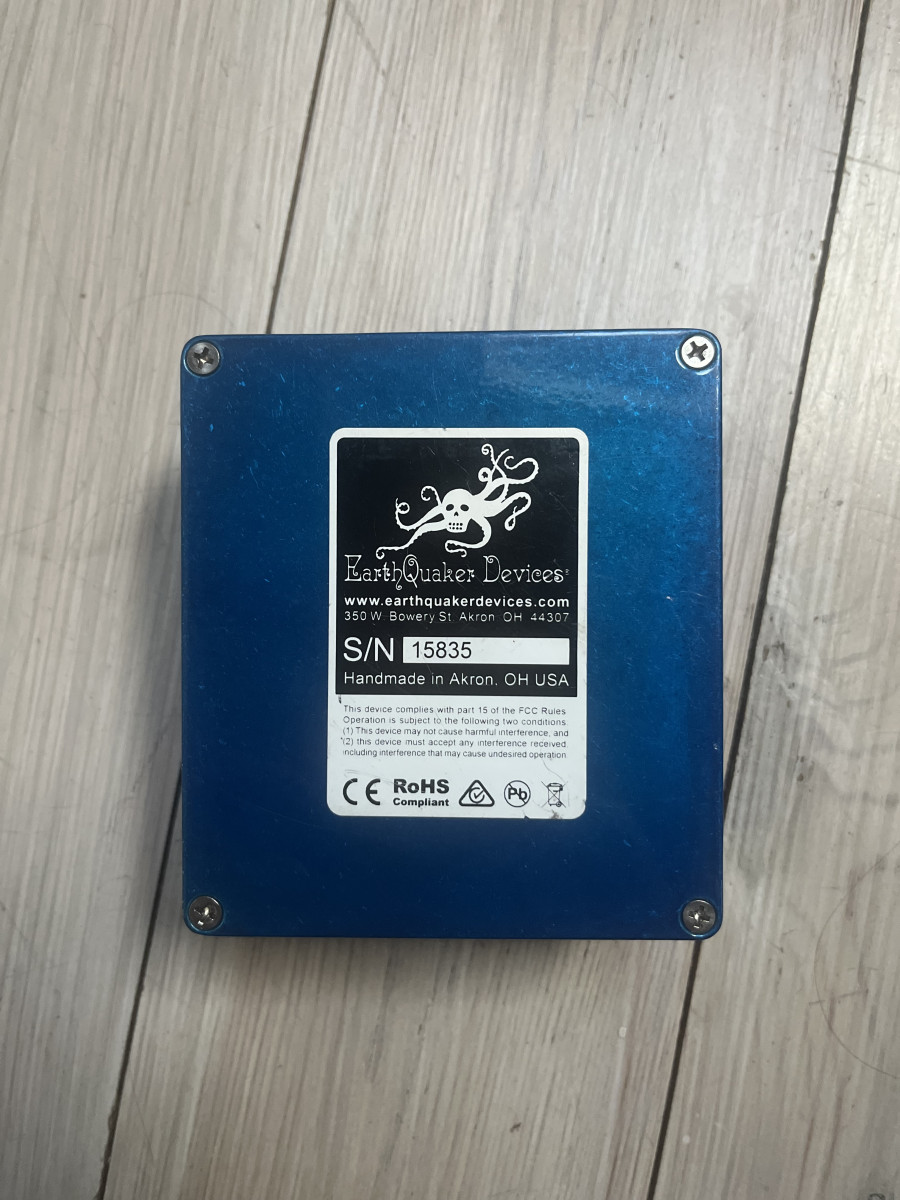 EarthQuaker Devices
www.earthquakerdevices.com
350 W. Bowery St. Akron OH 44307
S/N 15835
Handmade in Akron, OH USA
This device complies with part 15 of the FCC Rules
Operation is subject to the following two conditions:
(1) This device may not cause harmful interference, and
(2) this device must accept any interference received,
including interference that may cause undesired operation.
CE RoHS
Compliant
Pb